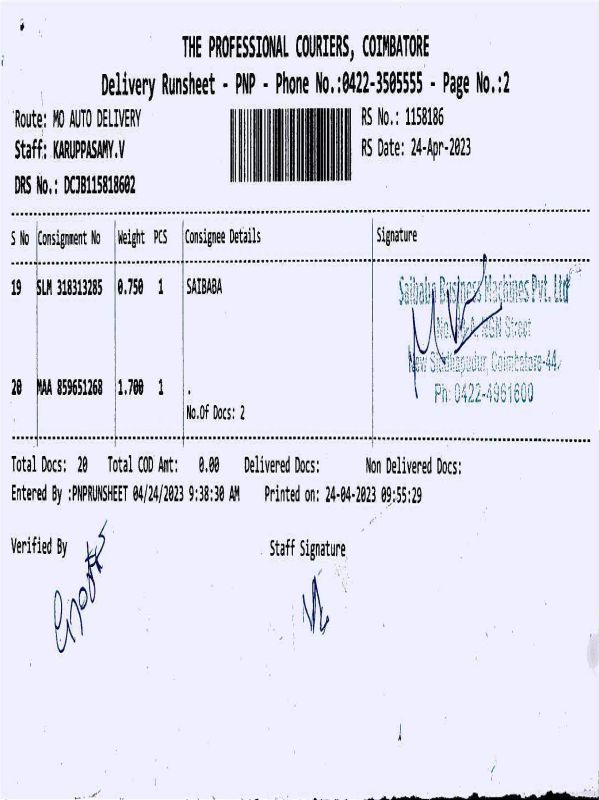 THE PROFESSIONAL COURIERS, COIMBATORE
Delivery Runsheet - PNP - Phone No.:0422-3505555 - Page No.:2
Route: MO AUTO DELIVERY
RS No.: 1158186
Staff: KARUPPASAMY.V
RS Date: 24-Apr-2023
DRS No.: DCJB115818602
S No Consignment No Weight PCS Consignee Details Signature
19 SLM 318313285 0.750 1 SAIBABA
Saibaba Business Machines Pvt. Ltd
MGN Street
New Siddhapudur, Coimbatore-44.
Ph: 0422-4961600
20 MAA 859651268 1.700 1 .
No.Of Docs: 2
Total Docs: 20 Total COD Amt: 0.00 Delivered Docs: Non Delivered Docs:
Entered By :PNPRUNSHEET 04/24/2023 9:38:30 AM Printed on: 24-04-2023 09:55:29
Verified By
Staff Signature